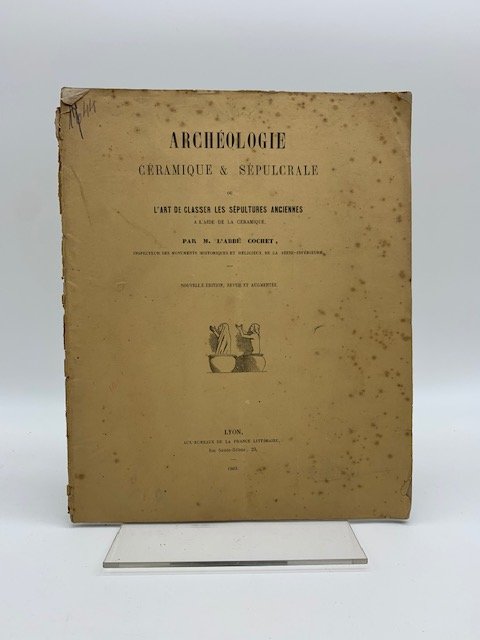 ARCHÉOLOGIE
CÉRAMIQUE & SÉPULCRALE
OU
L'ART DE CLASSER LES SÉPULTURES ANCIENNES
A L'AIDE DE LA CÉRAMIQUE,
PAR M. L'ABBÉ COCHET,
INSPECTEUR DES MONUMENTS HISTORIQUES ET RELIGIEUX DE LA SEINE-INFÉRIEURE
NOUVELLE ÉDITION, REVUE ET AUGMENTÉE.
LYON,
AUX BUREAUX DE LA FRANCE LITTÉRAIRE,
Rue Sainte-Hélène